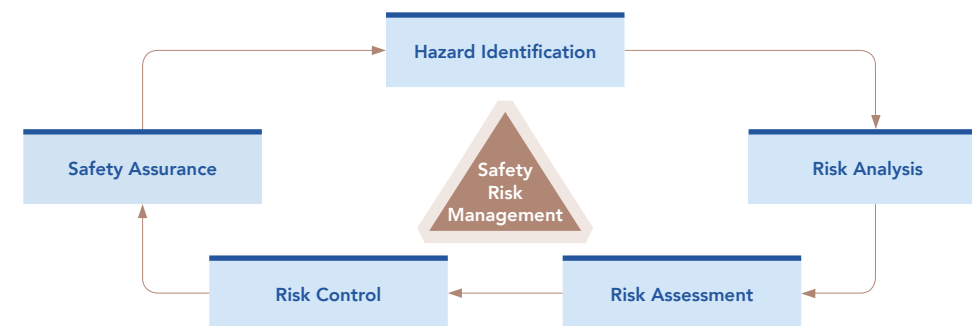 Hazard Identification
Safety Assurance
Risk Analysis
Safety
Risk
Management
Risk Control
Risk Assessment